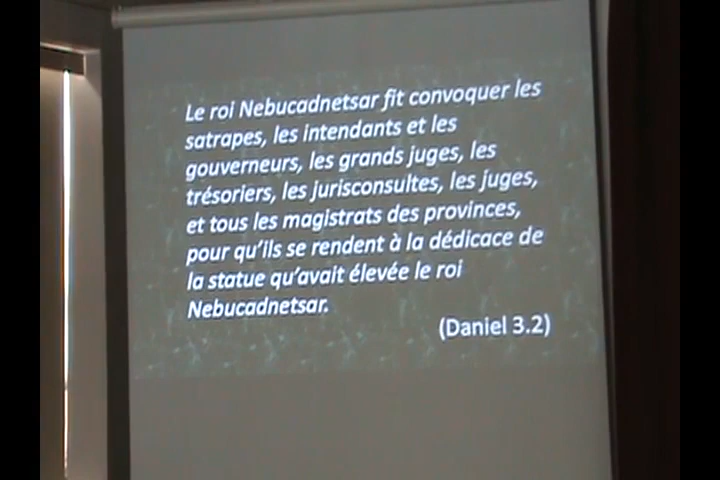 Le roi Nebucadnetsar fit convoquer les
satrapes, les intendants et les
gouverneurs, les grands juges, les
trésoriers, les jurisconsultes, les juges,
et tous les magistrats des provinces,
pour qu'ils se rendent à la dédicace de
la statue qu'avait élevée le roi
Nebucadnetsar.
(Daniel 3.2)